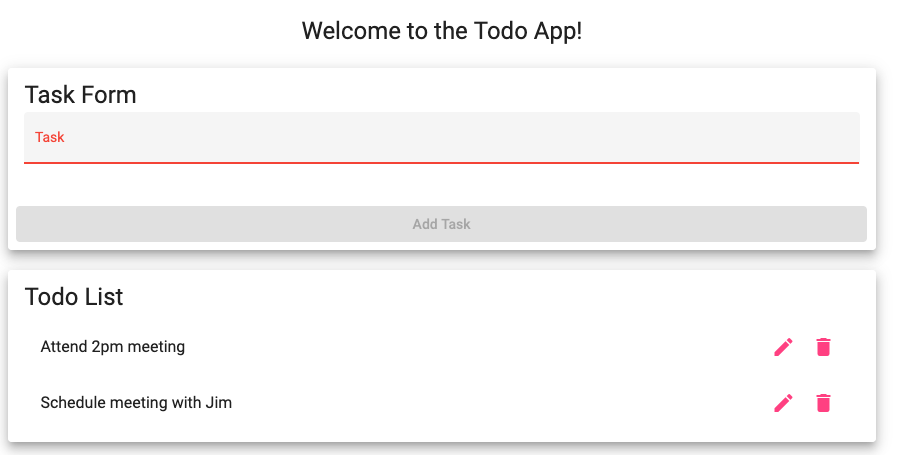 Welcome to the Todo App!
Task Form
Task
Add Task
Todo List
Attend 2pm meeting
Schedule meeting with Jim